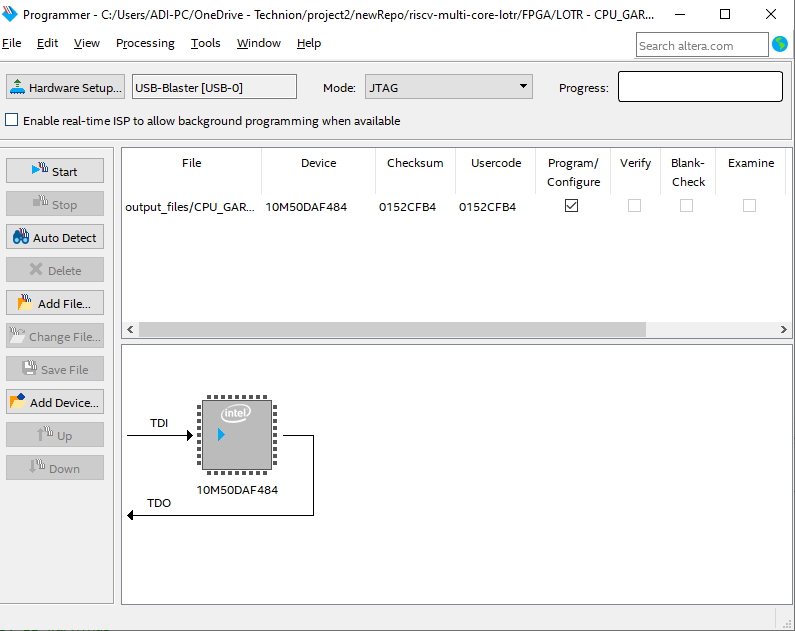 Programmer - C:/Users/ADI-PC/OneDrive - Technion/project2/newRepo/riscv-multi-core-lotr/FPGA/LOTR - CPU_GAR...
File Edit View Processing Tools Window Help
Search altera.com
Hardware Setup... USB-Blaster [USB-0] Mode: JTAG Progress:
Enable real-time ISP to allow background programming when available
Start
Stop
Auto Detect
Delete
Add File...
Change File...
Save File
Add Device...
Up
Down
File Device Checksum Usercode Program/ Verify Blank- Examine
Configure Check
output_files/CPU_GAR... 10M50DAF484 0152CFB4 0152CFB4
intel
TDI
10M50DAF484
TDO